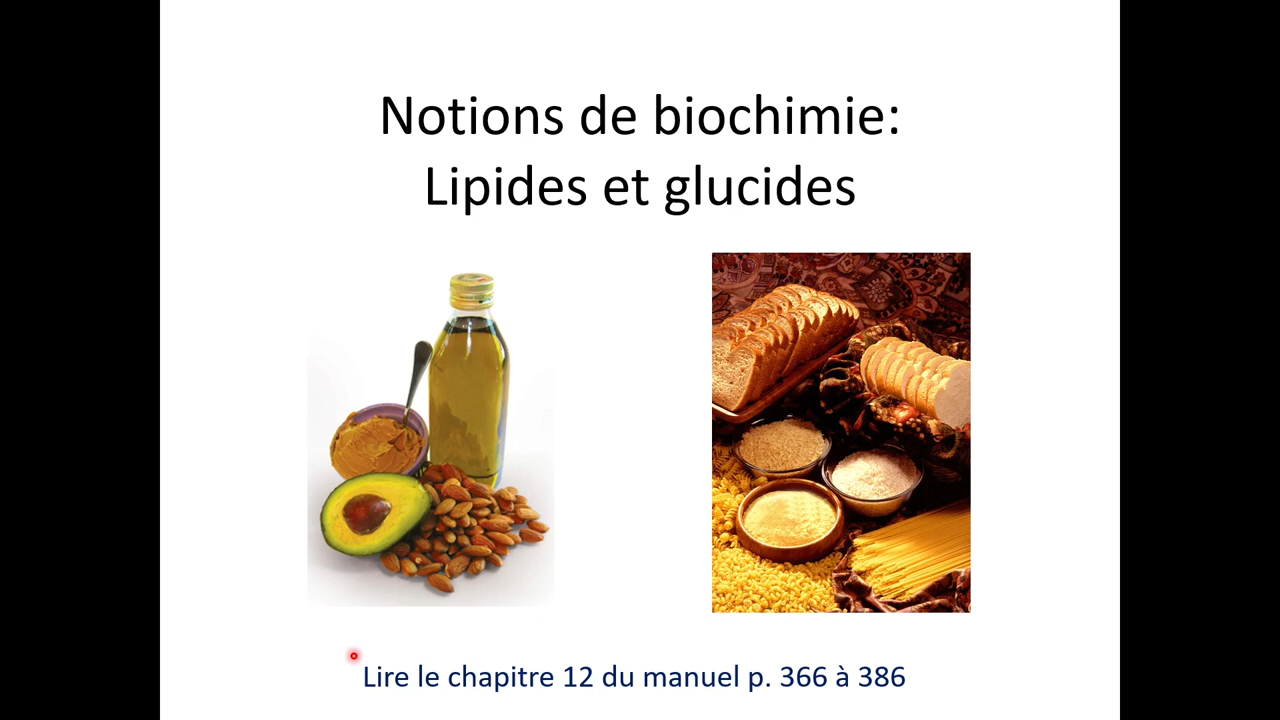 Notions de biochimie:
Lipides et glucides
Lire le chapitre 12 du manuel p. 366 à 386